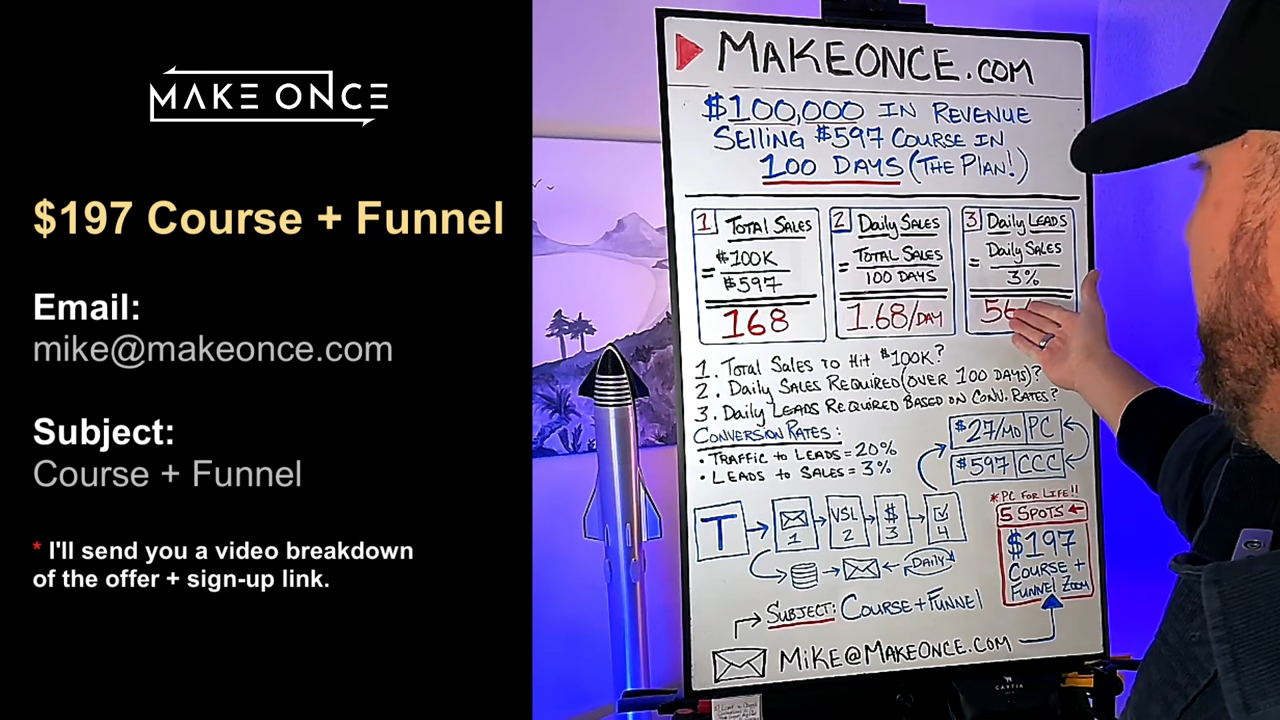 MAKE ONCE
$197 Course + Funnel
Email:
mike@makeonce.com
Subject:
Course + Funnel
* I'll send you a video breakdown
of the offer + sign-up link.
MAKEONCE.COM
$100,000 IN REVENUE
SELLING $597 COURSE IN
100 DAYS (THE PLAN!)
1 TOTAL SALES
= $100K
$597
168
2 Daily SALES
= TOTAL SALES
100 DAYS
1.68/DAY
3 Daily LEADS
= Daily SALES
3%
56/
1. Total Sales to Hit $100K?
2. Daily Sales Required (over 100 DAYS)?
3. Daily LEADS Required Based on Conv. Rates?
CONVERSION RATES:
• TRAFFIC to LEADS = 20%
• LEADS to SALES = 3%
$27/MO PC
$597 CCC
T
1
VSL
2
$
3
4
DAILY
*PC FOR LIFE!!
5 SPOTS
$197
COURSE +
FUNNEL ZOOM
SUBJECT: COURSE + FUNNEL
MIKE@MAKEONCE.COM